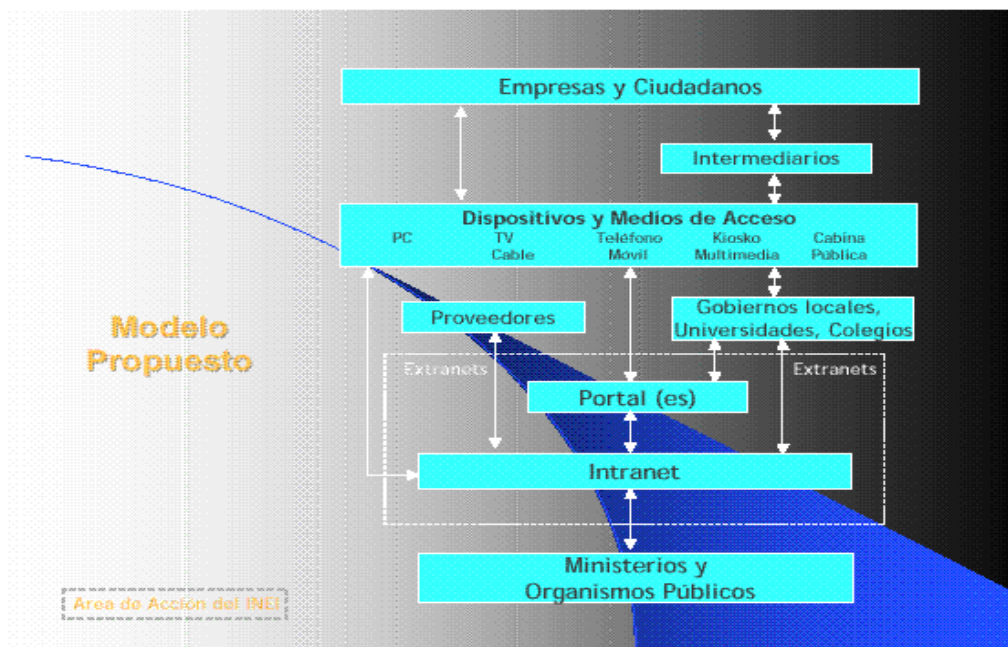 Empresas y Ciudadanos
Intermediarios
Dispositivos y Medios de Acceso
PC TV Teléfono Kiosko Cabina
Cable Móvil Multimedia Pública
Modelo
Propuesto
Proveedores
Gobiernos locales,
Universidades, Colegios
Extranets
Extranets
Portal (es)
Intranet
Ministerios y
Organismos Públicos
Area de Acción del INEI